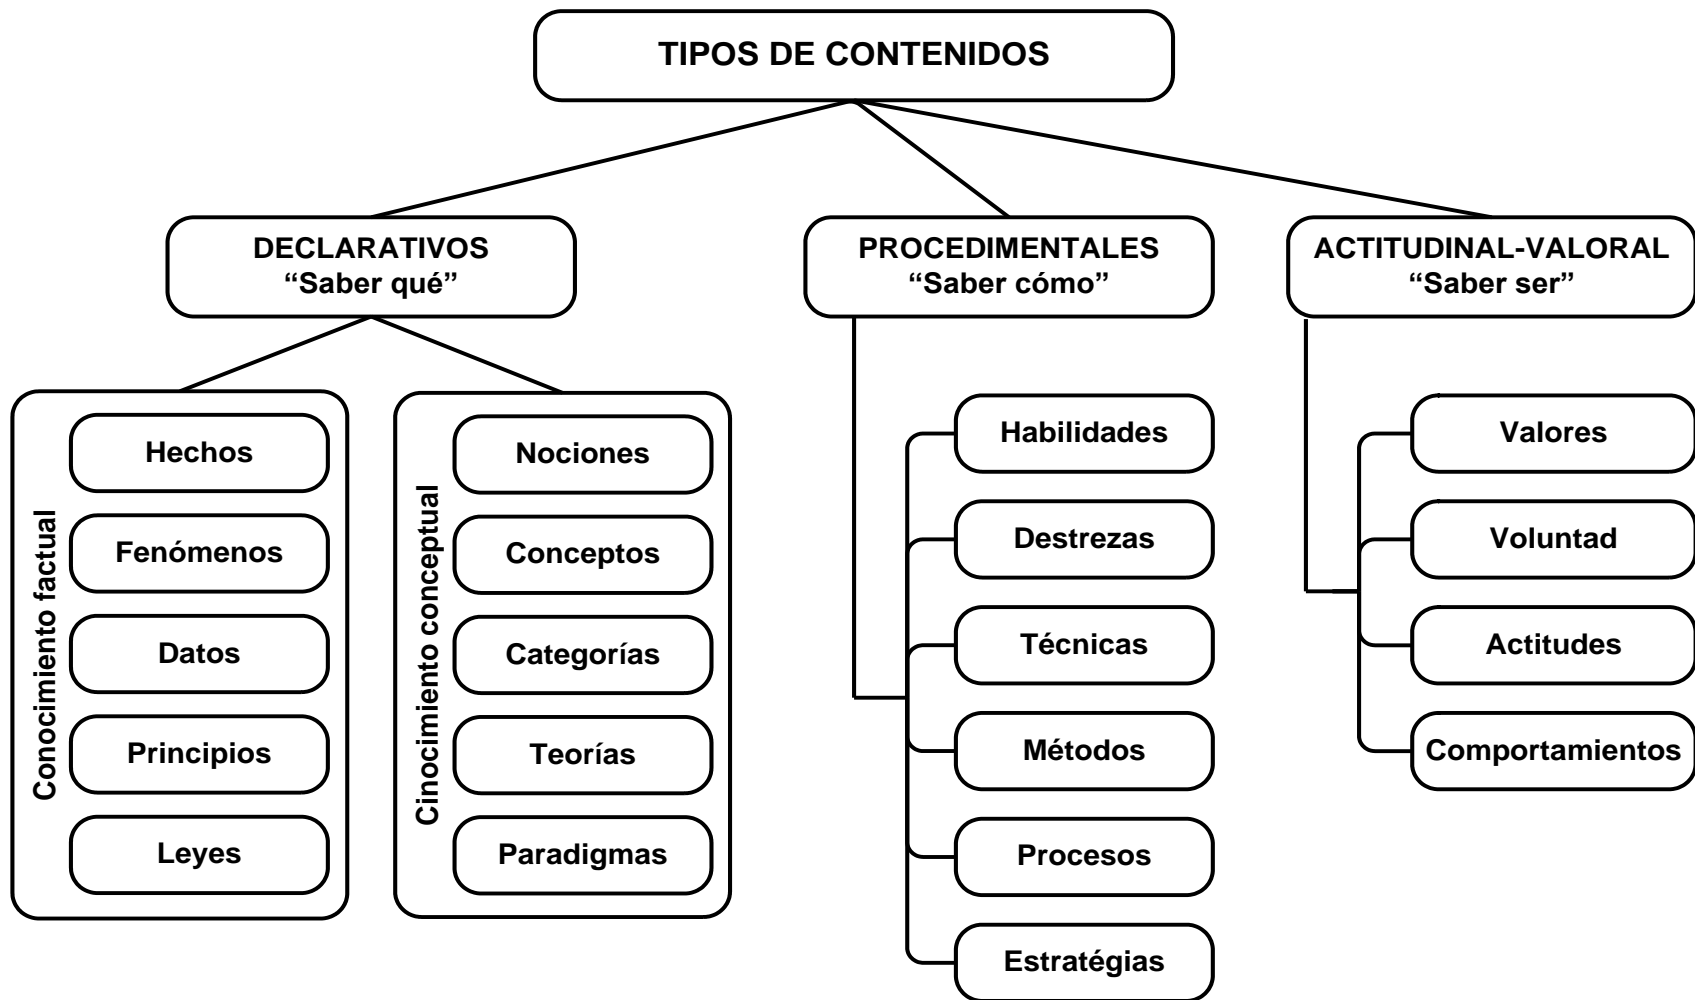 TIPOS DE CONTENIDOS
DECLARATIVOS
“Saber qué”
Conocimiento factual
Hechos
Fenómenos
Datos
Principios
Leyes
Cinocimiento conceptual
Nociones
Conceptos
Categorías
Teorías
Paradigmas
PROCEDIMENTALES
“Saber cómo”
Habilidades
Destrezas
Técnicas
Métodos
Procesos
Estratégias
ACTITUDINAL-VALORAL
“Saber ser”
Valores
Voluntad
Actitudes
Comportamientos